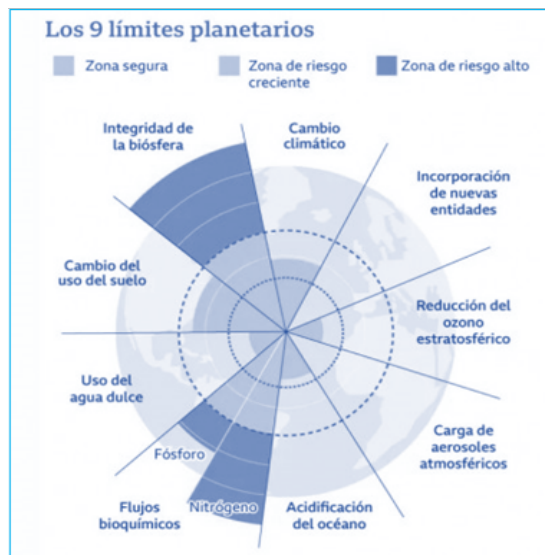 Los 9 límites planetarios
Zona segura
Zona de riesgo
creciente
Zona de riesgo alto
Integridad de
la biósfera
Cambio
climático
Incorporación
de nuevas
entidades
Cambio del
uso del suelo
Reducción del
ozono
estratosférico
Uso del
agua dulce
Carga de
aerosoles
atmosféricos
Fósforo
Nitrógeno
Flujos
bioquímicos
Acidificación
del océano